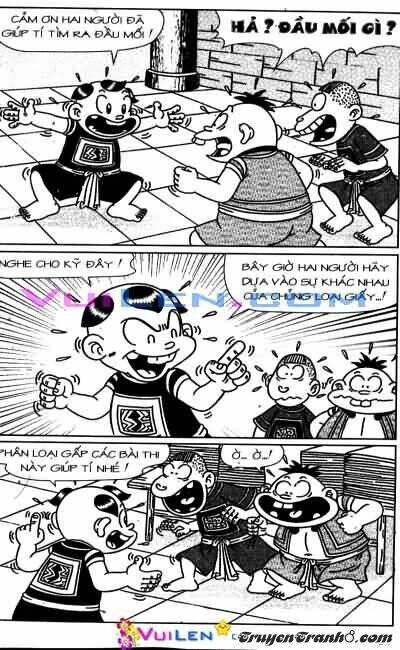 CẢM ƠN HAI NGƯỜI ĐÃ
GIÚP TÍ TÌM RA ĐẦU MỐI !
HẢ ? ĐẦU MỐI GÌ ?
NGHE CHO KỸ ĐÂY !
BÂY GIỜ HAI NGƯỜI HÃY
DỰA VÀO SỰ KHÁC NHAU
CỦA CHỦNG LOẠI GIẤY...!
VUILEN.COM
PHÂN LOẠI GẤP CÁC BÀI THI
NÀY GIÚP TÍ NHÉ !
Ờ... Ờ...!
VUILEN
TruyenTranh8.com